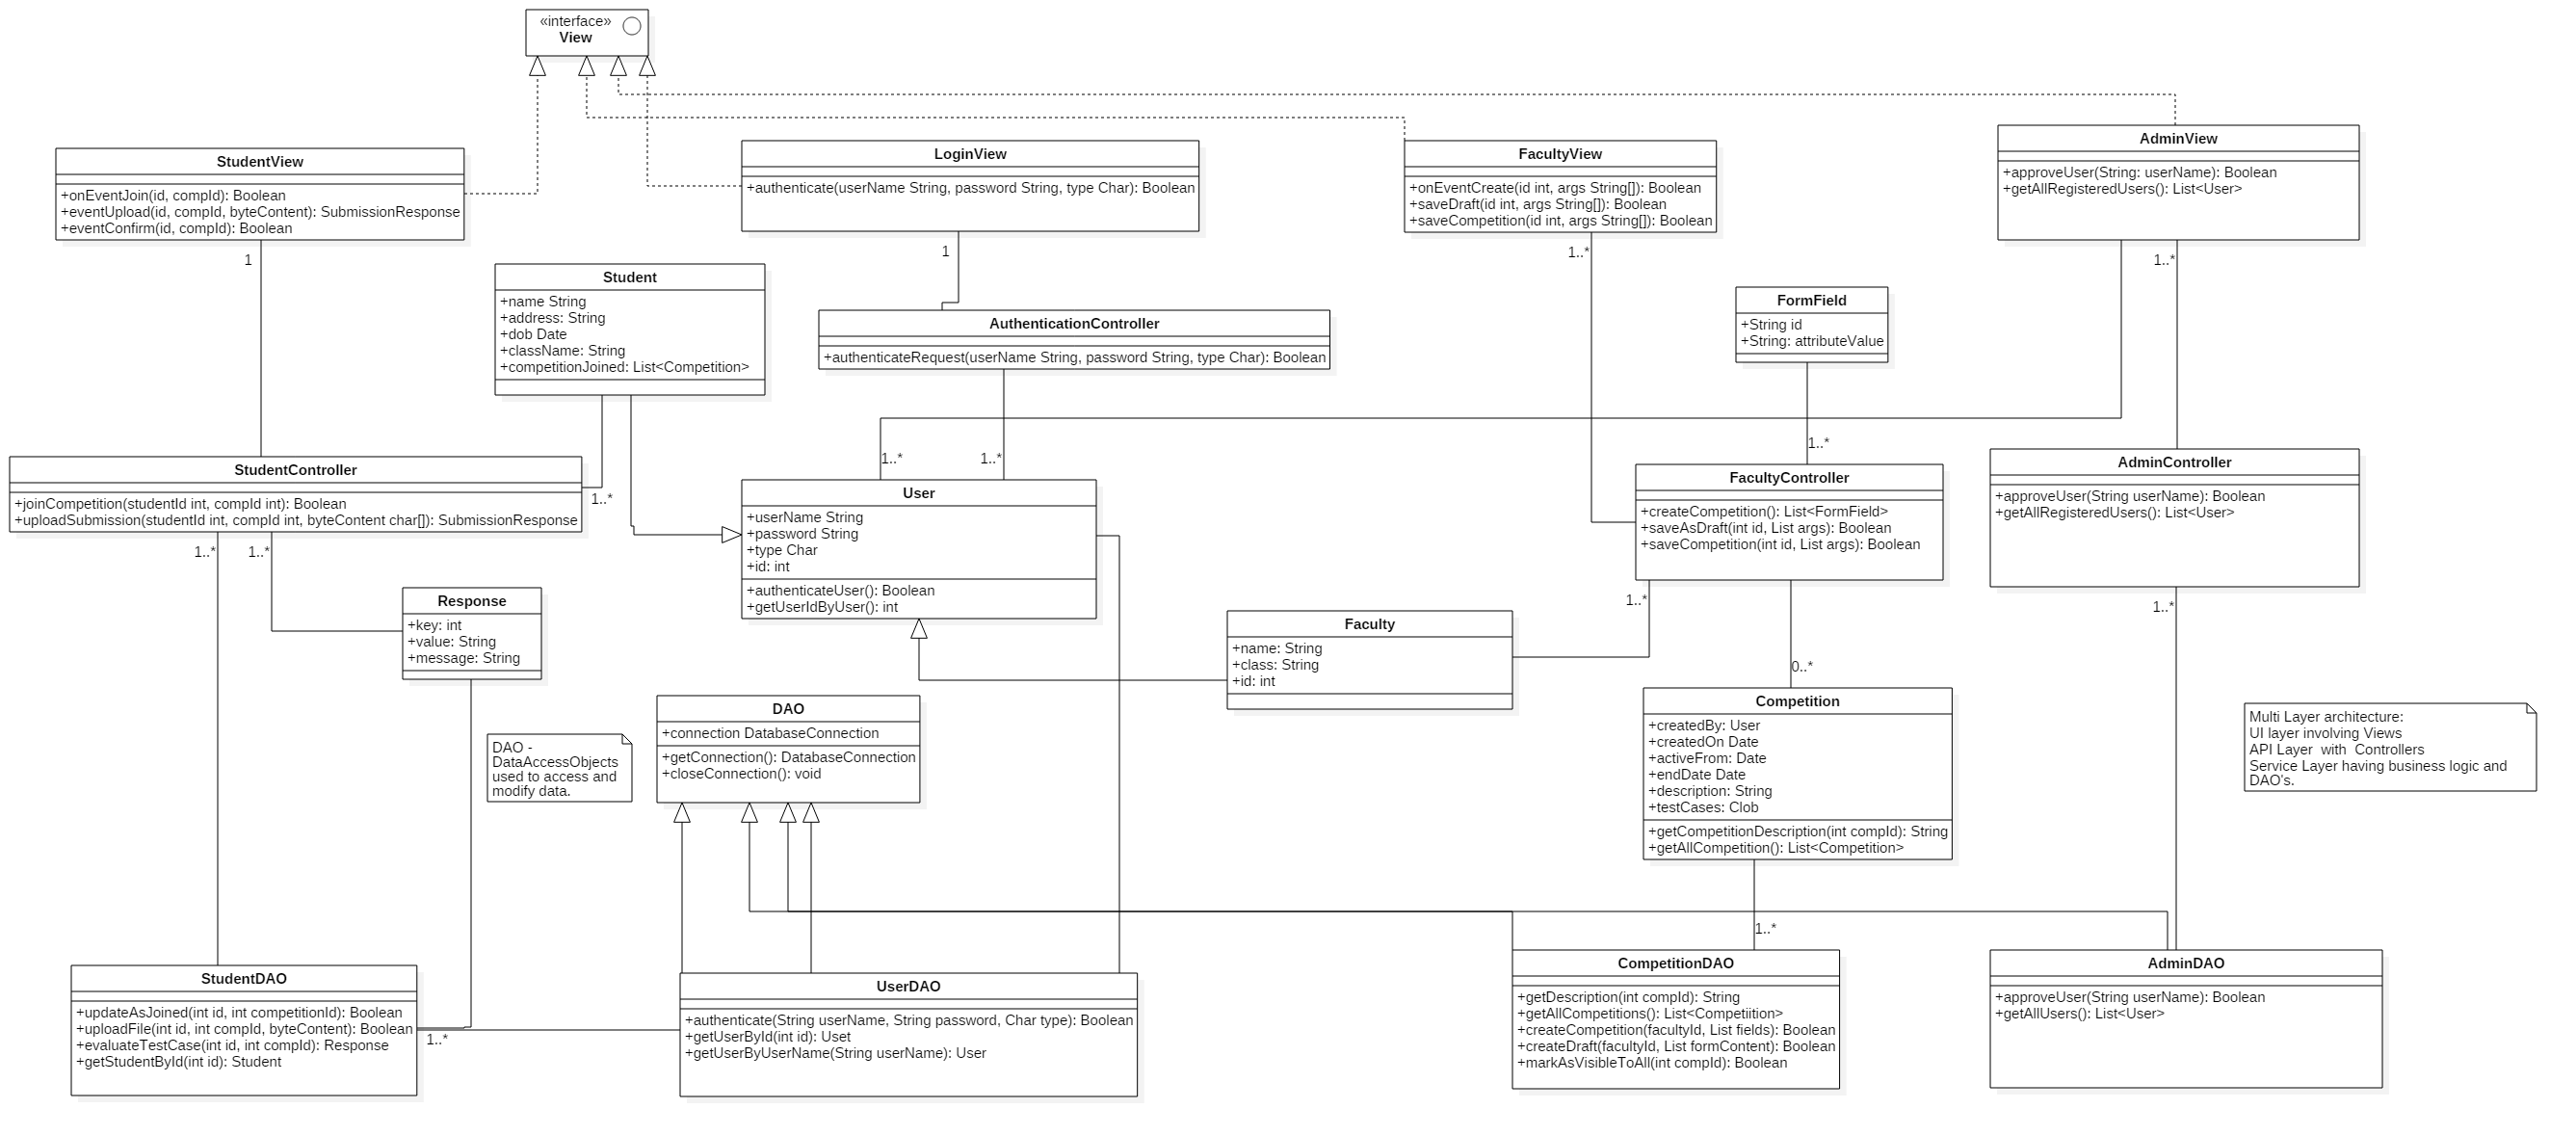 «interface»
View
StudentView
+onEventJoin(id, compId): Boolean
+eventUpload(id, compId, byteContent): SubmissionResponse
+eventConfirm(id, compId): Boolean
1
LoginView
+authenticate(userName String, password String, type Char): Boolean
1
FacultyView
+onEventCreate(id int, args String[]): Boolean
+saveDraft(id int, args String[]): Boolean
+saveCompetition(id int, args String[]): Boolean
1..*
AdminView
+approveUser(String: userName): Boolean
+getAllRegisteredUsers(): List<User>
1..*
Student
+name String
+address: String
+dob Date
+className: String
+competitionJoined: List<Competition>
AuthenticationController
+authenticateRequest(userName String, password String, type Char): Boolean
FormField
+String id
+String: attributeValue
1..*
1..*
1..*
StudentController
+joinCompetition(studentId int, compId int): Boolean
+uploadSubmission(studentId int, compId int, byteContent char[]): SubmissionResponse
1..*
1..*
1..*
User
+userName String
+password String
+type Char
+id: int
+authenticateUser(): Boolean
+getUserIdByUser(): int
FacultyController
+createCompetition(): List<FormField>
+saveAsDraft(int id, List args): Boolean
+saveCompetition(int id, List args): Boolean
1..*
0..*
AdminController
+approveUser(String userName): Boolean
+getAllRegisteredUsers(): List<User>
1..*
Response
+key: int
+value: String
+message: String
Faculty
+name: String
+class: String
+id: int
DAO
+connection DatabaseConnection
+getConnection(): DatabaseConnection
+closeConnection(): void
DAO -
DataAccessObjects
used to access and
modify data.
Competition
+createdBy: User
+createdOn Date
+activeFrom: Date
+endDate Date
+description: String
+testCases: Clob
+getCompetitionDescription(int compId): String
+getAllCompetition(): List<Competition>
1..*
Multi Layer architecture:
UI layer involving Views
API Layer  with  Controllers
Service Layer having business logic and
DAO's.
StudentDAO
+updateAsJoined(int id, int competitionId): Boolean
+uploadFile(int id, int compId, byteContent): Boolean
+evaluateTestCase(int id, int compId): Response
+getStudentById(int id): Student
1..*
UserDAO
+authenticate(String userName, String password, Char type): Boolean
+getUserById(int id): Uset
+getUserByUserName(String userName): User
CompetitionDAO
+getDescription(int compId): String
+getAllCompetitions(): List<Competiition>
+createCompetition(facultyId, List fields): Boolean
+createDraft(facultyId, List formContent): Boolean
+markAsVisibleToAll(int compId): Boolean
AdminDAO
+approveUser(String userName): Boolean
+getAllUsers(): List<User>